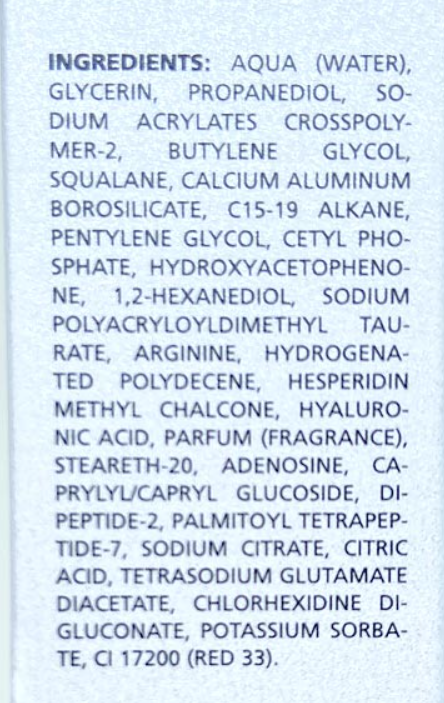 INGREDIENTS: AQUA (WATER),
GLYCERIN, PROPANEDIOL, SO-
DIUM ACRYLATES CROSSPOLY-
MER-2, BUTYLENE GLYCOL,
SQUALANE, CALCIUM ALUMINUM
BOROSILICATE, C15-19 ALKANE,
PENTYLENE GLYCOL, CETYL PHO-
SPHATE, HYDROXYACETOPHENO-
NE, 1,2-HEXANEDIOL, SODIUM
POLYACRYLOYLDIMETHYL TAU-
RATE, ARGININE, HYDROGENA-
TED POLYDECENE, HESPERIDIN
METHYL CHALCONE, HYALURO-
NIC ACID, PARFUM (FRAGRANCE),
STEARETH-20, ADENOSINE, CA-
PRYLYL/CAPRYL GLUCOSIDE, DI-
PEPTIDE-2, PALMITOYL TETRAPEP-
TIDE-7, SODIUM CITRATE, CITRIC
ACID, TETRASODIUM GLUTAMATE
DIACETATE, CHLORHEXIDINE DI-
GLUCONATE, POTASSIUM SORBA-
TE, CI 17200 (RED 33).